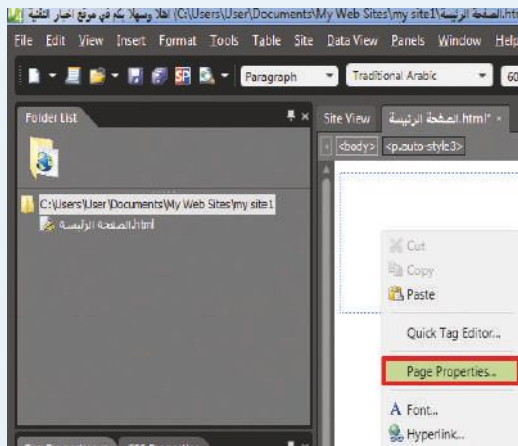 اهلا وسهلا بكم في موقع اخبار التقنية (C:\Users\User\Documents\My Web Sites\my site1\الصفحة الرئيسة.htm
File Edit View Insert Format Tools Table Site Data View Panels Window Help
Paragraph Traditional Arabic
Folder List
Site View الصفحة الرئيسة.html*
<body> <p.auto-style3>
C:\Users\User\Documents\My Web Sites\my site1
الصفحة الرئيسة.html
Cut
Copy
Paste
Quick Tag Editor...
Page Properties...
Font...
Hyperlink...